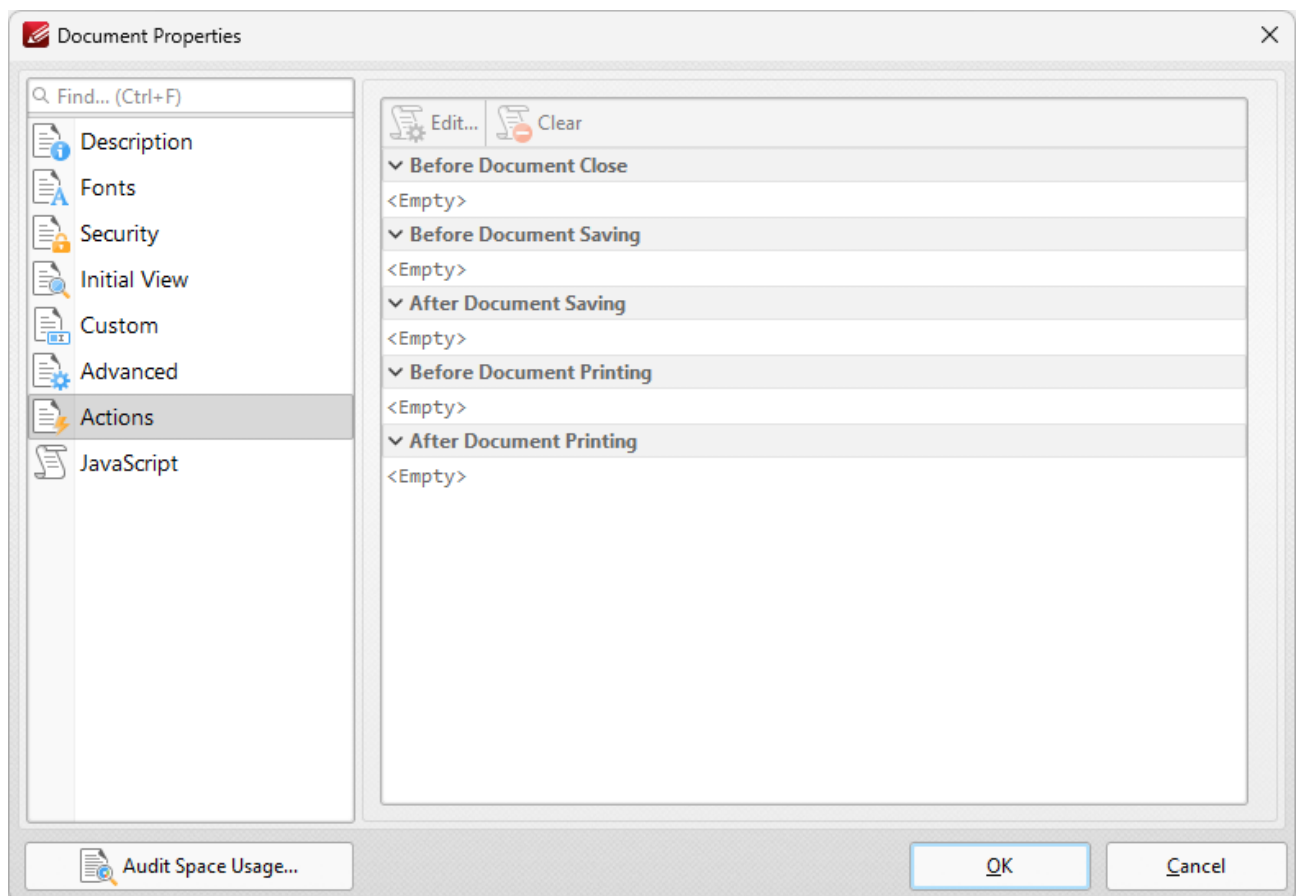 Document Properties
Find... (Ctrl+F)
Description
Fonts
Security
Initial View
Custom
Advanced
Actions
JavaScript
Edit... Clear
Before Document Close
<Empty>
Before Document Saving
<Empty>
After Document Saving
<Empty>
Before Document Printing
<Empty>
After Document Printing
<Empty>
Audit Space Usage...
OK
Cancel